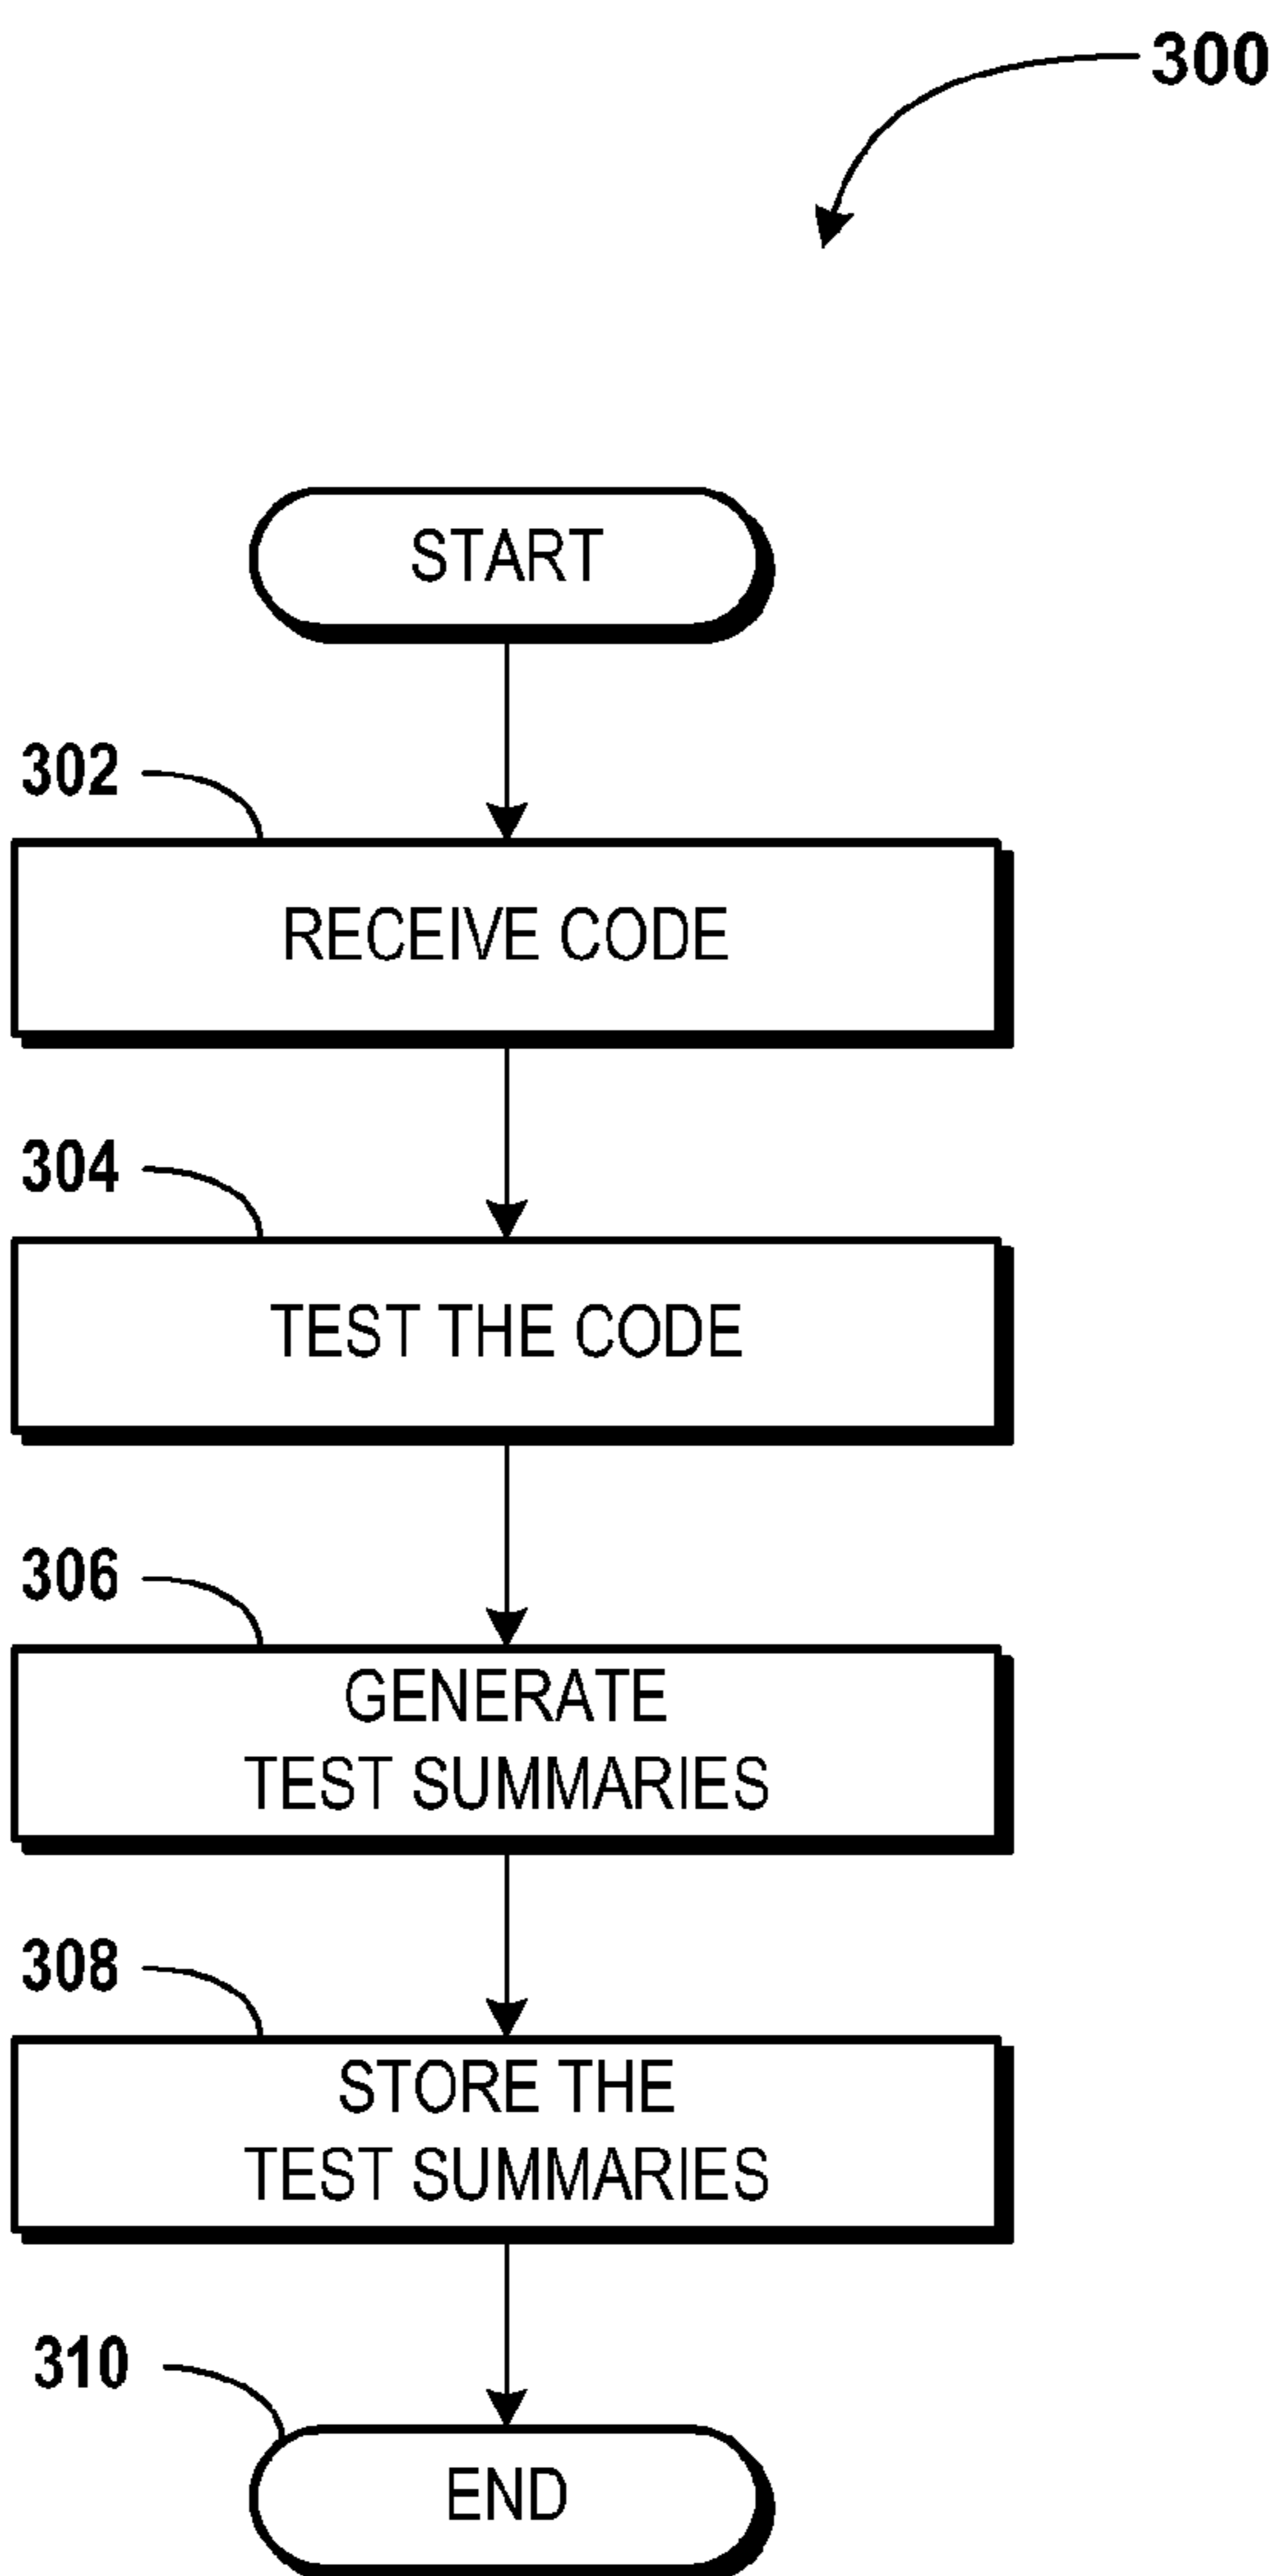 300
START
302
RECEIVE CODE
304
TEST THE CODE
306
GENERATE
TEST SUMMARIES
308
STORE THE
TEST SUMMARIES
310
END